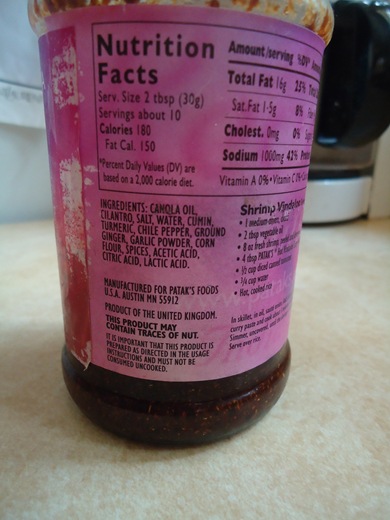 Nutrition
Facts
Serv. Size 2 tbsp (30g)
Servings about 10
Calories 180
Fat Cal. 150
*Percent Daily Values (DV) are
based on a 2,000 calorie diet.
Amount/serving %DV*
Total Fat 16g 25%
Sat.Fat 1.5g 8%
Cholest. 0mg 0%
Sodium 1000mg 42%
Vitamin A 0% • Vitamin C 0%
INGREDIENTS: CANOLA OIL,
CILANTRO, SALT, WATER, CUMIN,
TURMERIC, CHILE PEPPER, GROUND
GINGER, GARLIC POWDER, CORN
FLOUR, SPICES, ACETIC ACID,
CITRIC ACID, LACTIC ACID.
MANUFACTURED FOR PATAK'S FOODS
U.S.A. AUSTIN MN 55912
PRODUCT OF THE UNITED KINGDOM.
THIS PRODUCT MAY
CONTAIN TRACES OF NUT.
IT IS IMPORTANT THAT THIS PRODUCT IS
PREPARED AS DIRECTED IN THE USAGE
INSTRUCTIONS AND MUST NOT BE
CONSUMED UNCOOKED.
Shrimp Vindaloo
• 1 medium onion,
• 2 tbsp vegetable oil
• 8 oz fresh shrimp,
• 4 tbsp PATAK'S
• ½ cup diced canned
• ¼ cup water
• Hot, cooked rice
In skillet, in oil, saute
curry paste and
Simmer, uncovered,
Serve over rice.